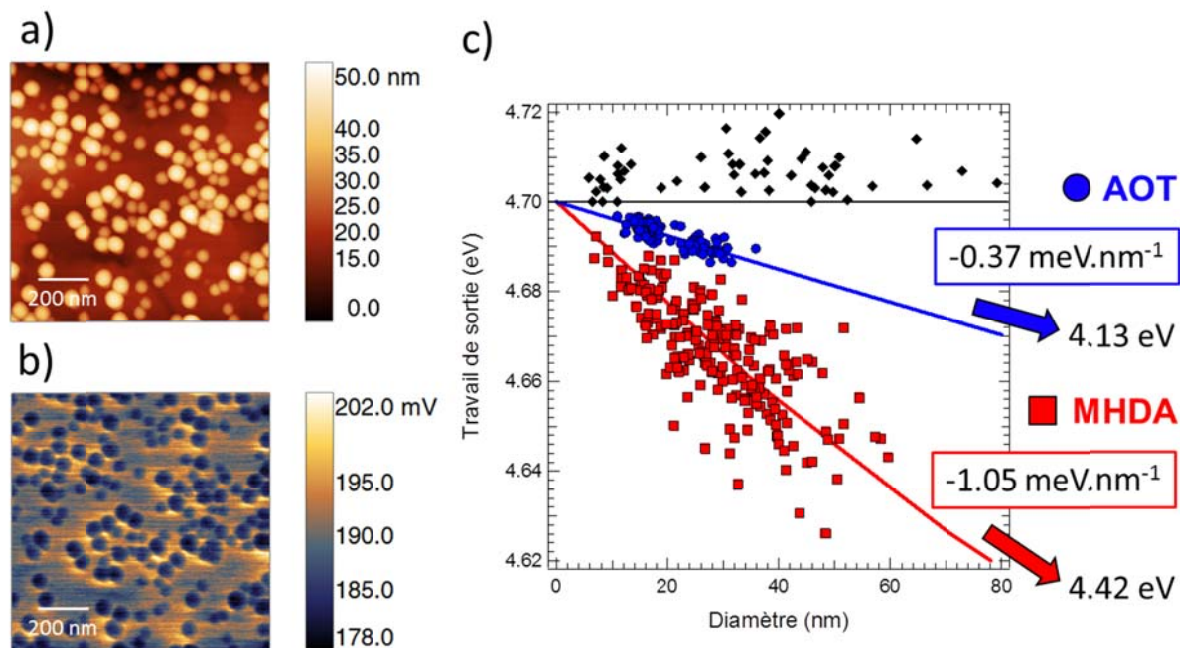 a)
50.0 nm
40.0
35.0
30.0
25.0
20.0
15.0
0.0
200 nm
b)
202.0 mV
195.0
190.0
185.0
178.0
200 nm
c)
4.72
4.70
4.68
4.66
4.64
4.62
Travail de sortie (eV)
0
20
40
60
80
Diamètre (nm)
AOT
-0.37 meV.nm⁻¹
4.13 eV
MHDA
-1.05 meV.nm⁻¹
4.42 eV